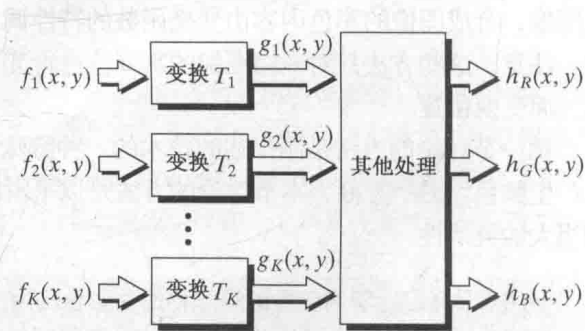 f₁(x, y) 变换 T₁ g₁(x, y) h_R(x, y)
f₂(x, y) 变换 T₂ g₂(x, y) 其他处理 h_G(x, y)
f_K(x, y) 变换 T_K g_K(x, y) h_B(x, y)